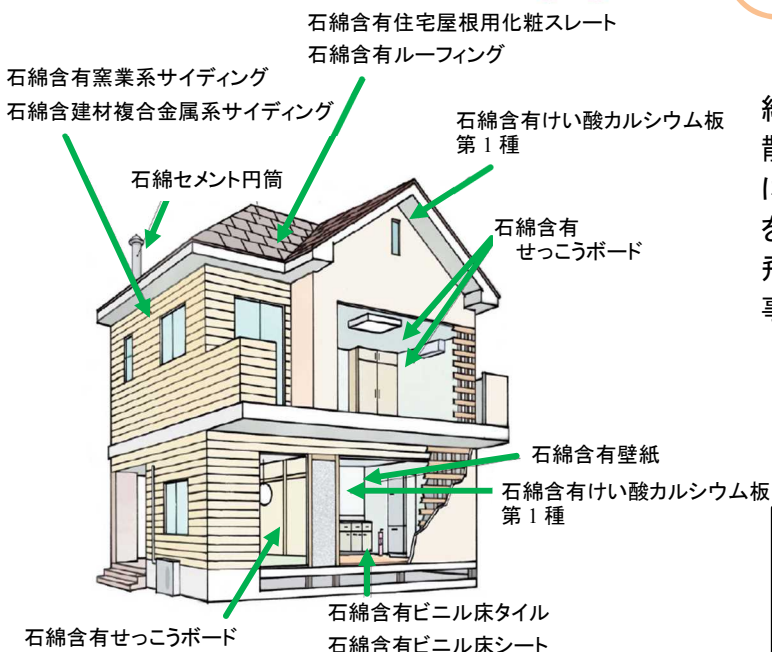 石綿含有住宅屋根用化粧スレート
石綿含有ルーフィング
石綿含有窯業系サイディング
石綿含建材複合金属系サイディング
石綿含有けい酸カルシウム板
第1種
石綿セメント円筒
石綿含有
せっこうボード
石綿含有壁紙
石綿含有けい酸カルシウム板
第1種
石綿含有ビニル床タイル
石綿含有ビニル床シート
石綿含有せっこうボード